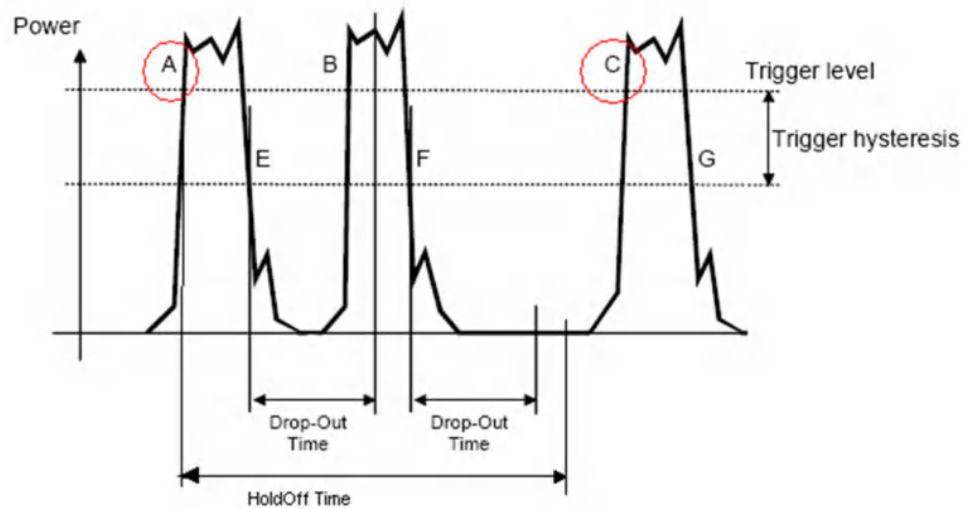 Power
A
B
C
Trigger level
Trigger hysteresis
E
F
G
Drop-Out
Time
Drop-Out
Time
HoldOff Time